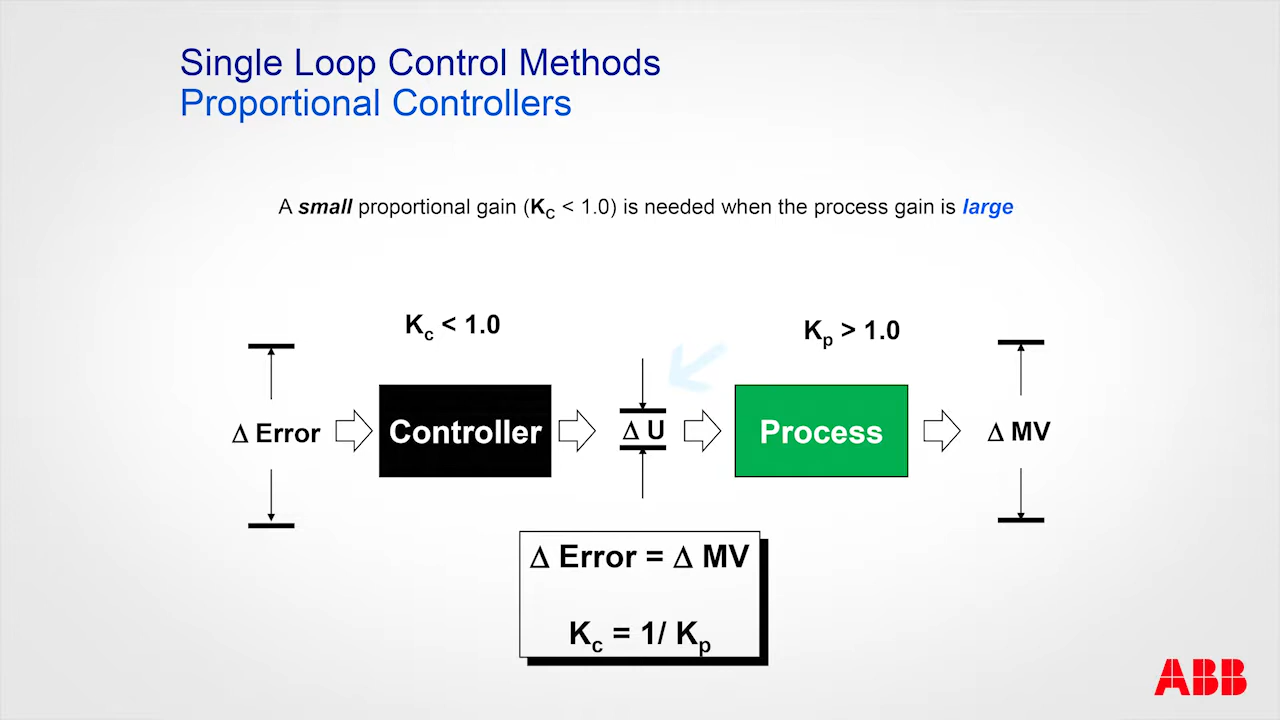 Single Loop Control Methods
Proportional Controllers
A small proportional gain (Kc < 1.0) is needed when the process gain is large
Kc < 1.0
Kp > 1.0
Δ Error
Controller
Δ U
Process
Δ MV
Δ Error = Δ MV
Kc = 1/ Kp
ABB